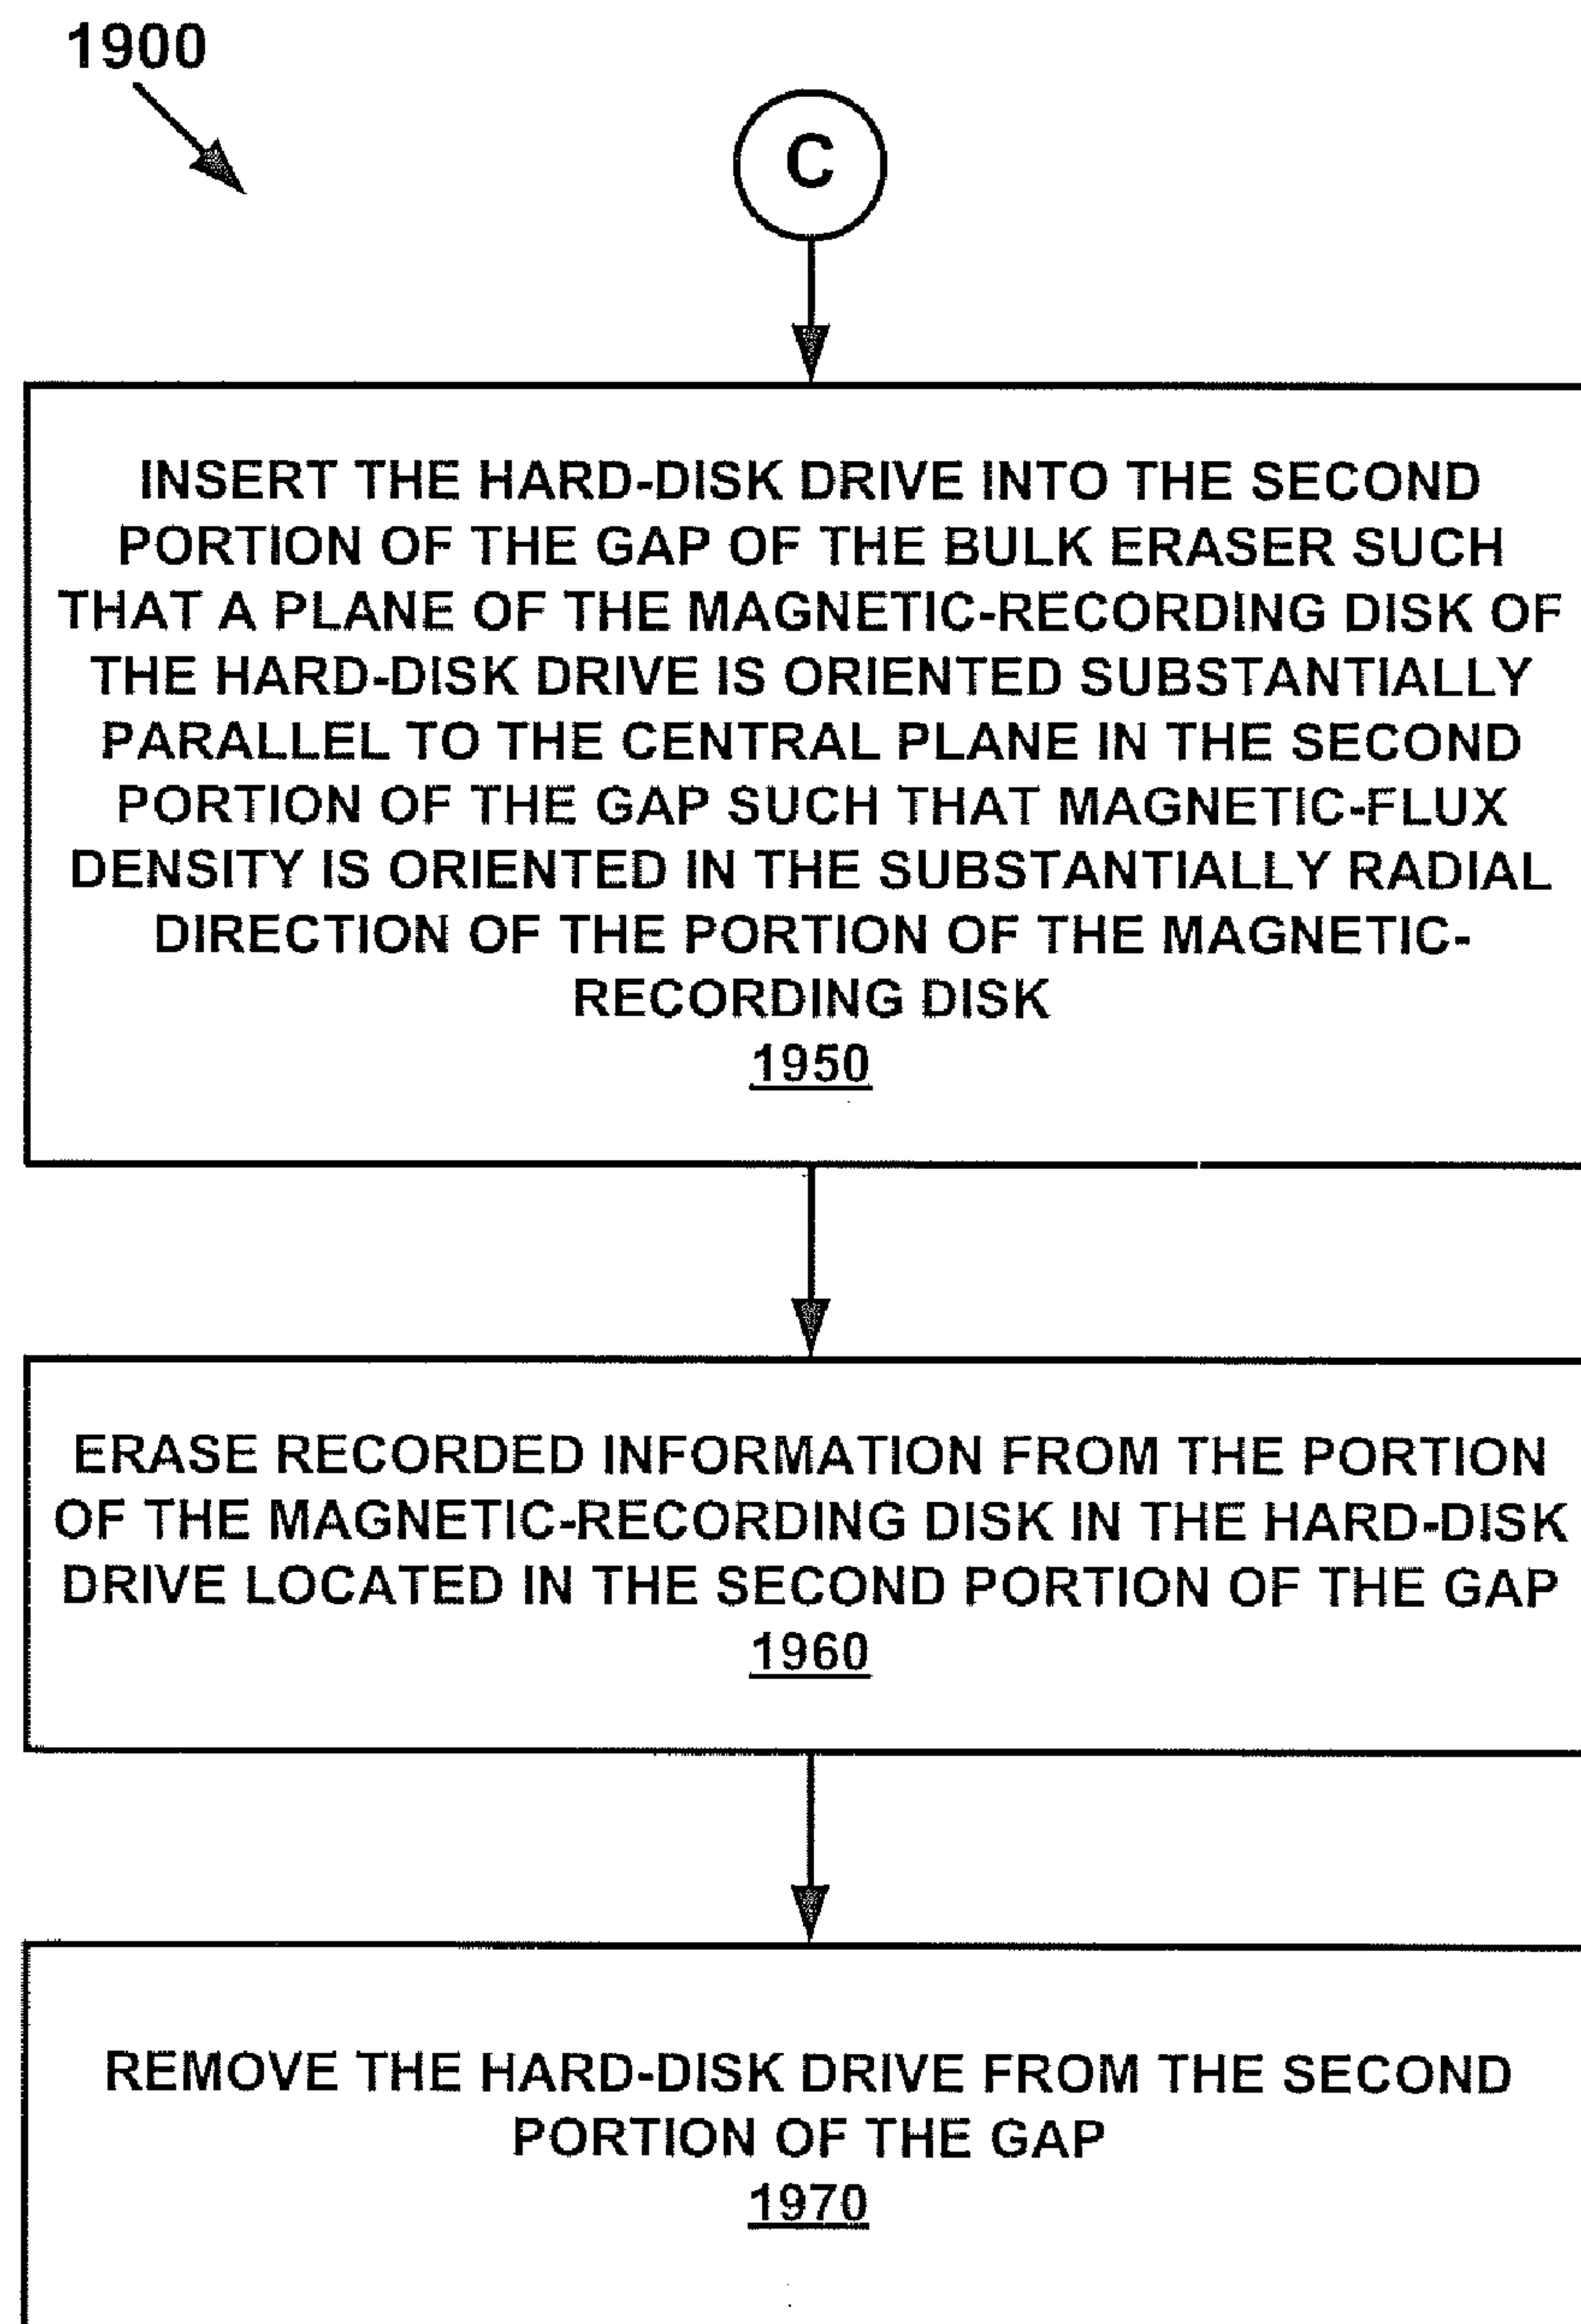 1900
C
INSERT THE HARD-DISK DRIVE INTO THE SECOND
PORTION OF THE GAP OF THE BULK ERASER SUCH
THAT A PLANE OF THE MAGNETIC-RECORDING DISK OF
THE HARD-DISK DRIVE IS ORIENTED SUBSTANTIALLY
PARALLEL TO THE CENTRAL PLANE IN THE SECOND
PORTION OF THE GAP SUCH THAT MAGNETIC-FLUX
DENSITY IS ORIENTED IN THE SUBSTANTIALLY RADIAL
DIRECTION OF THE PORTION OF THE MAGNETIC-
RECORDING DISK
1950
ERASE RECORDED INFORMATION FROM THE PORTION
OF THE MAGNETIC-RECORDING DISK IN THE HARD-DISK
DRIVE LOCATED IN THE SECOND PORTION OF THE GAP
1960
REMOVE THE HARD-DISK DRIVE FROM THE SECOND
PORTION OF THE GAP
1970